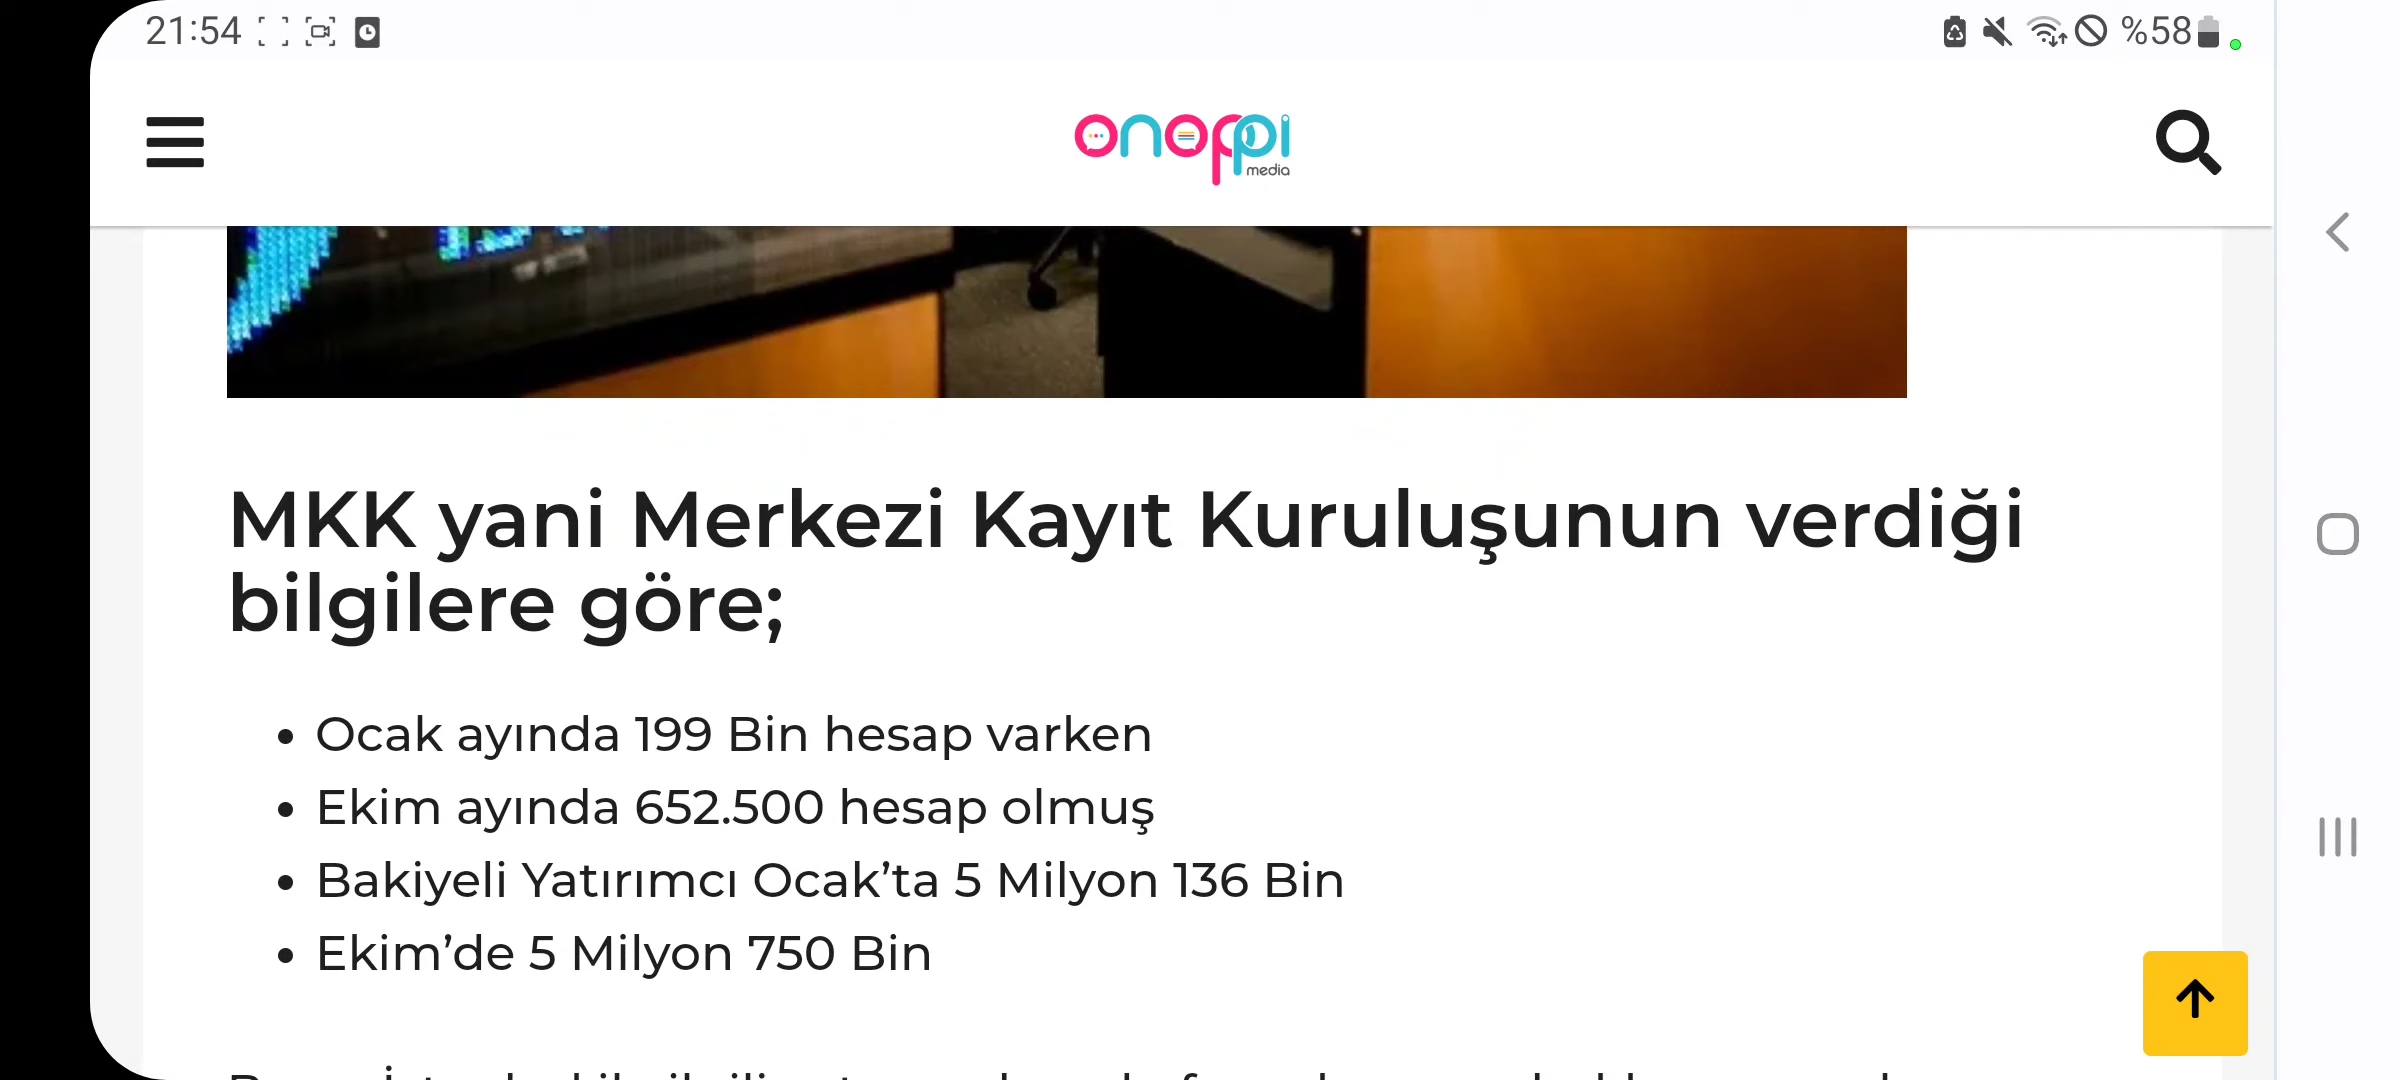 21:54
%58
onoppi
media
MKK yani Merkezi Kayıt Kuruluşunun verdiği
bilgilere göre;
• Ocak ayında 199 Bin hesap varken
• Ekim ayında 652.500 hesap olmuş
• Bakiyeli Yatırımcı Ocak’ta 5 Milyon 136 Bin
• Ekim’de 5 Milyon 750 Bin